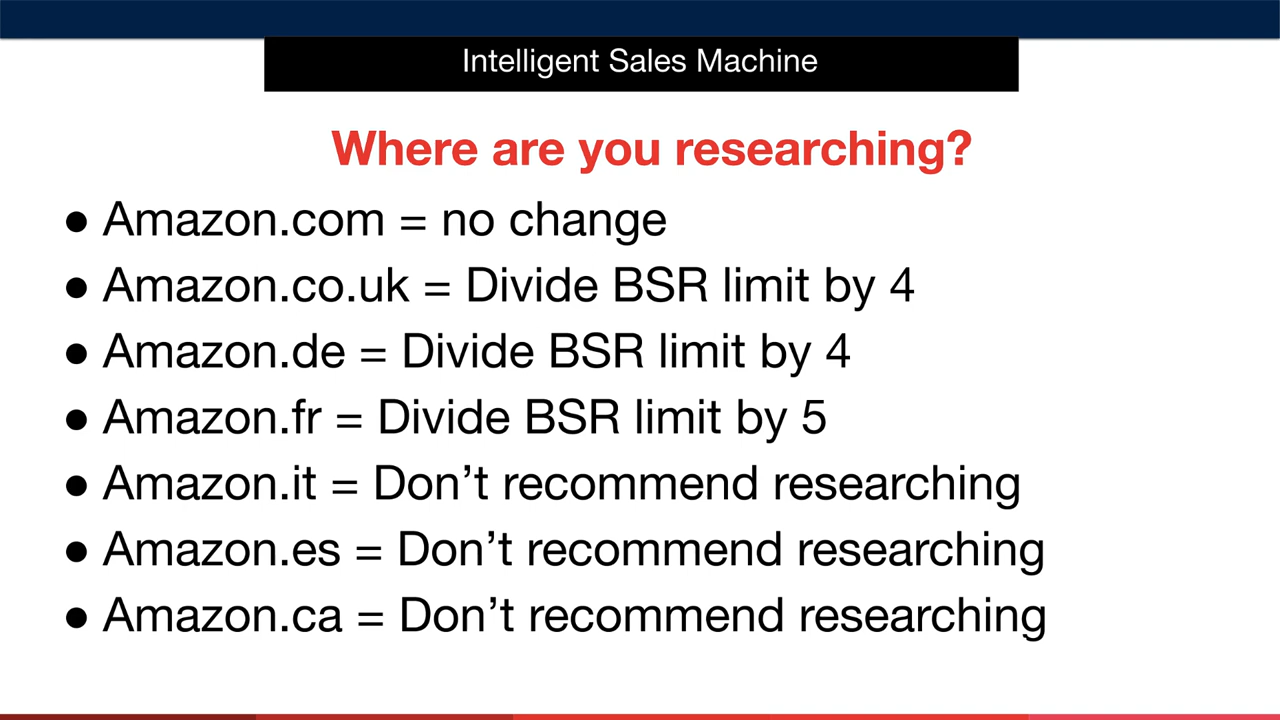 Intelligent Sales Machine
Where are you researching?
● Amazon.com = no change
● Amazon.co.uk = Divide BSR limit by 4
● Amazon.de = Divide BSR limit by 4
● Amazon.fr = Divide BSR limit by 5
● Amazon.it = Don’t recommend researching
● Amazon.es = Don’t recommend researching
● Amazon.ca = Don’t recommend researching